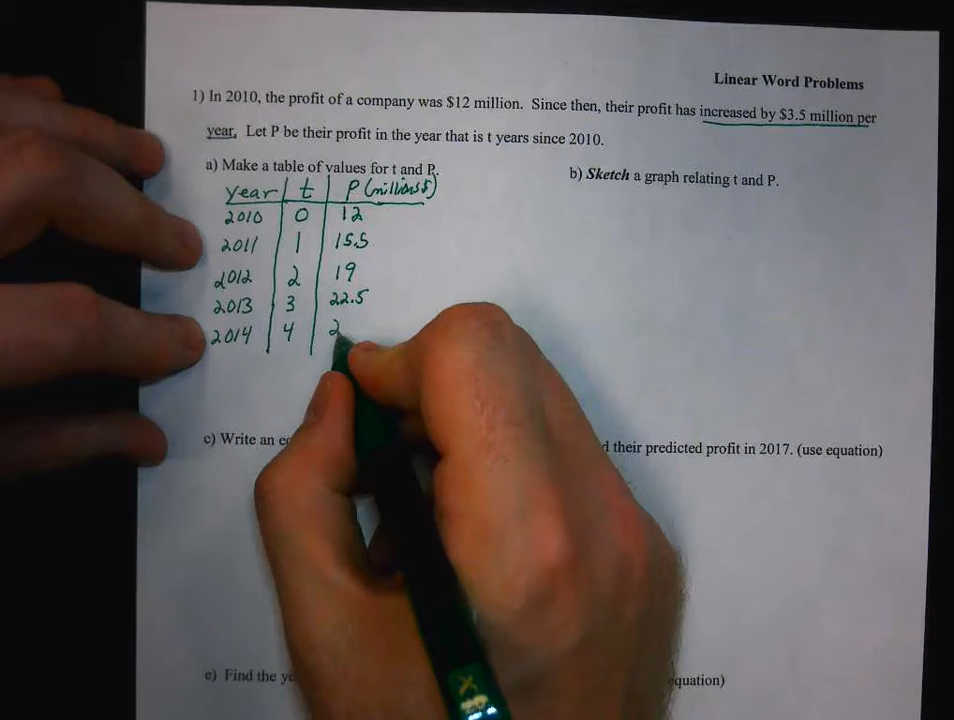 Linear Word Problems
1) In 2010, the profit of a company was $12 million. Since then, their profit has increased by $3.5 million per
year. Let P be their profit in the year that is t years since 2010.
a) Make a table of values for t and P.
b) Sketch a graph relating t and P.
year t P (millions $)
2010 0 12
2011 1 15.5
2012 2 19
2013 3 22.5
2014 4 2
c) Write an
their predicted profit in 2017. (use equation)
e) Find the
equation)